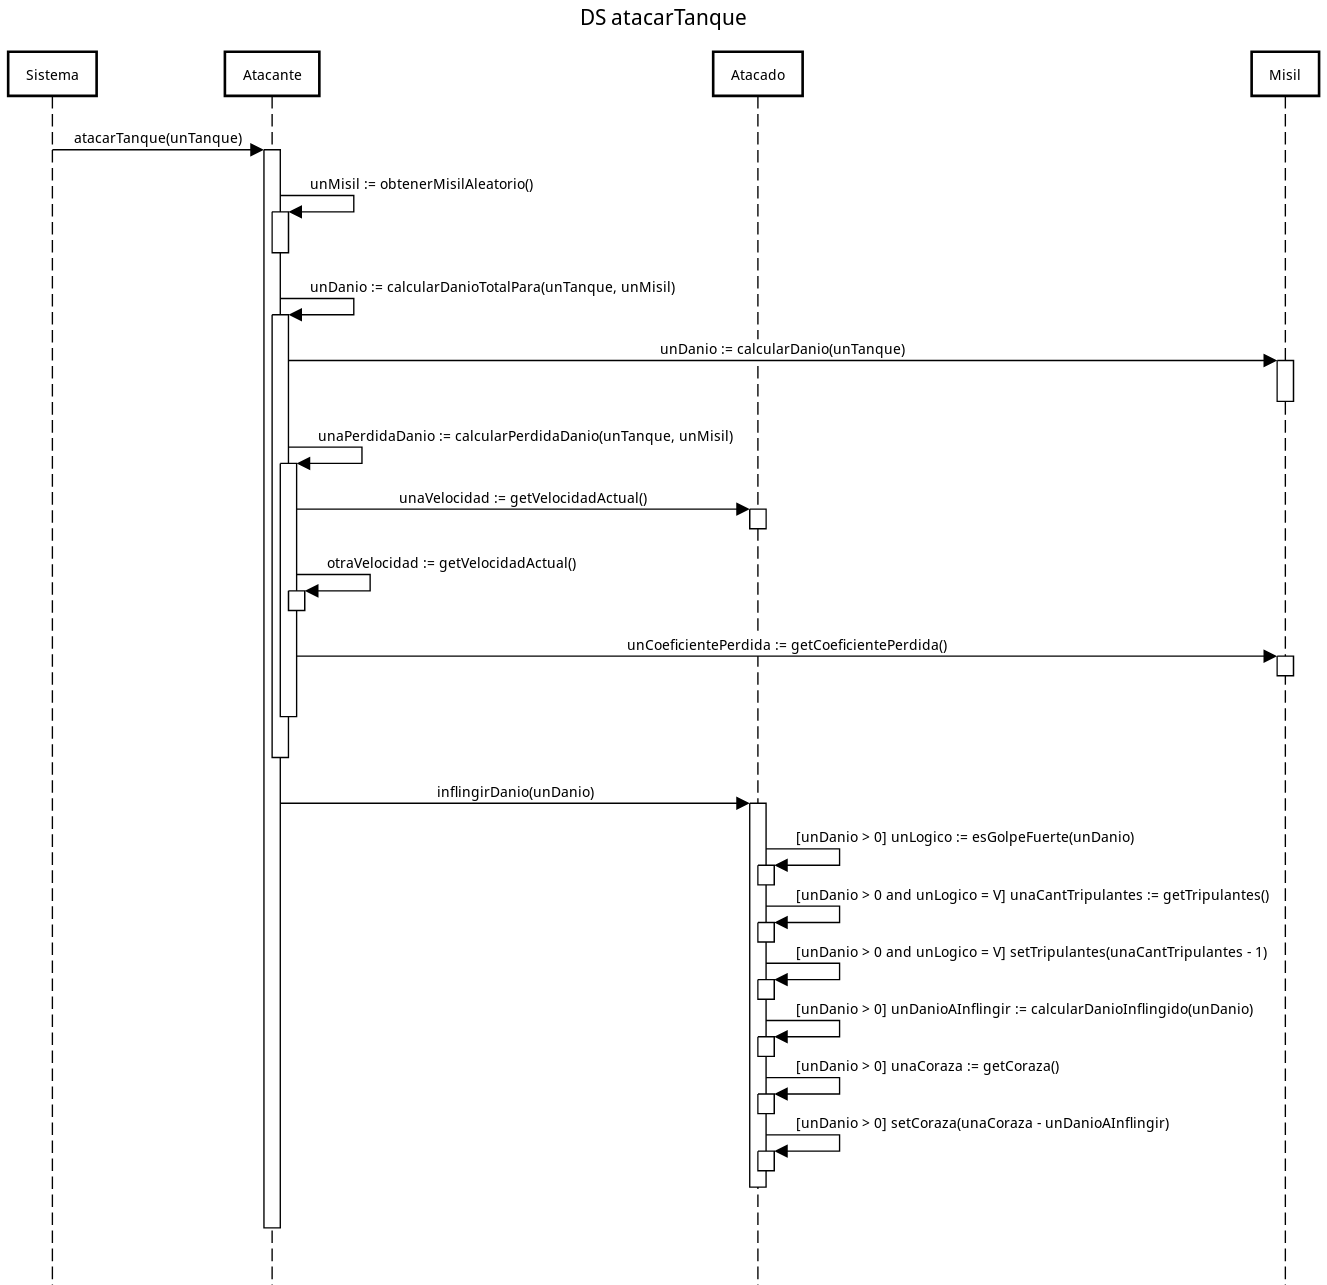 DS atacarTanque
Sistema
Atacante
Atacado
Misil
atacarTanque(unTanque)
unMisil := obtenerMisilAleatorio()
unDanio := calcularDanioTotalPara(unTanque, unMisil)
unDanio := calcularDanio(unTanque)
unaPerdidaDanio := calcularPerdidaDanio(unTanque, unMisil)
unaVelocidad := getVelocidadActual()
otraVelocidad := getVelocidadActual()
unCoeficientePerdida := getCoeficientePerdida()
inflingirDanio(unDanio)
[unDanio > 0] unLogico := esGolpeFuerte(unDanio)
[unDanio > 0 and unLogico = V] unaCantTripulantes := getTripulantes()
[unDanio > 0 and unLogico = V] setTripulantes(unaCantTripulantes - 1)
[unDanio > 0] unDanioAInflingir := calcularDanioInflingido(unDanio)
[unDanio > 0] unaCoraza := getCoraza()
[unDanio > 0] setCoraza(unaCoraza - unDanioAInflingir)